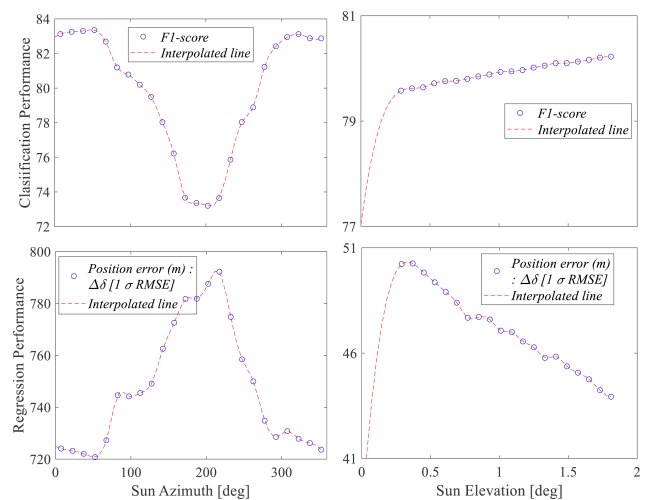 84
82
80
78
76
74
72
Clasiification Performance
F1-score
Interpolated line
81
79
77
F1-score
Interpolated line
800
780
760
740
720
Regression Performance
Position error (m) :
Δδ [1 σ RMSE]
Interpolated line
0 100 200 300
Sun Azimuth [deg]
51
46
41
Position error (m)
: Δδ [1 σ RMSE]
Interpolated line
0 0.5 1 1.5 2
Sun Elevation [deg]